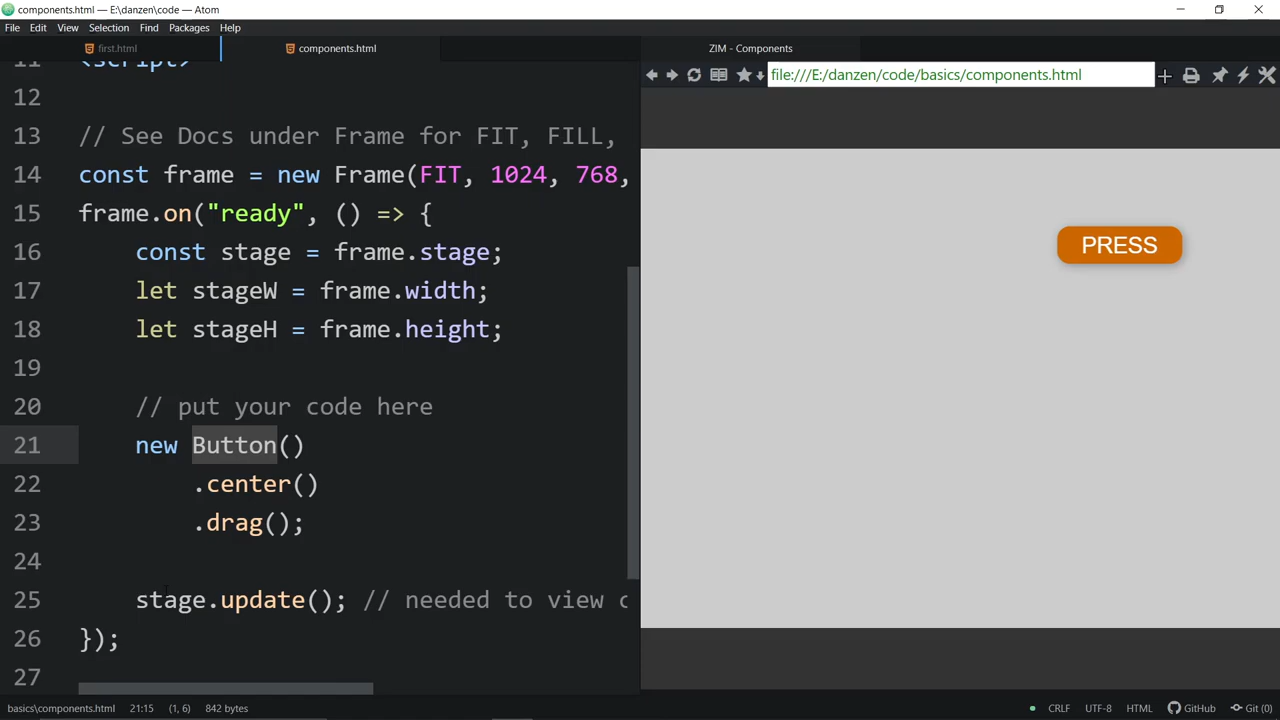 components.html — E:\danzen\code — Atom
File Edit View Selection Find Packages Help
first.html
components.html
ZIM - Components
file:///E:/danzen/code/basics/components.html
11 <script>
12
13 // See Docs under Frame for FIT, FILL,
14 const frame = new Frame(FIT, 1024, 768,
15 frame.on("ready", () => {
16 const stage = frame.stage;
17 let stageW = frame.width;
18 let stageH = frame.height;
19
20 // put your code here
21 new Button()
22 .center()
23 .drag();
24
25 stage.update(); // needed to view
26 });
27
PRESS
basics\components.html 21:15 (1, 6) 842 bytes
CRLF UTF-8 HTML GitHub Git (0)